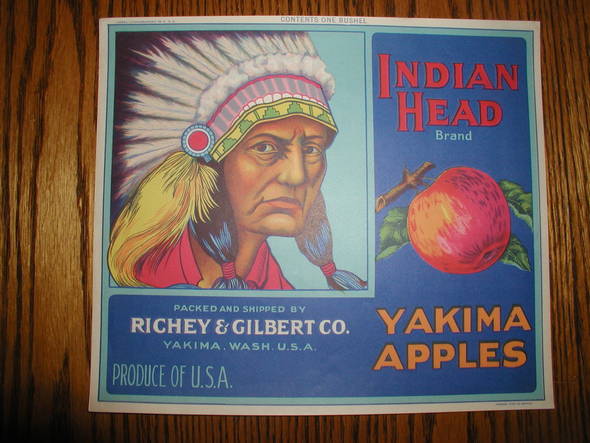 CONTENTS ONE BUSHEL
INDIAN
HEAD
Brand
PACKED AND SHIPPED BY
RICHEY & GILBERT CO.
YAKIMA, WASH. U.S.A.
PRODUCE OF U.S.A.
YAKIMA
APPLES